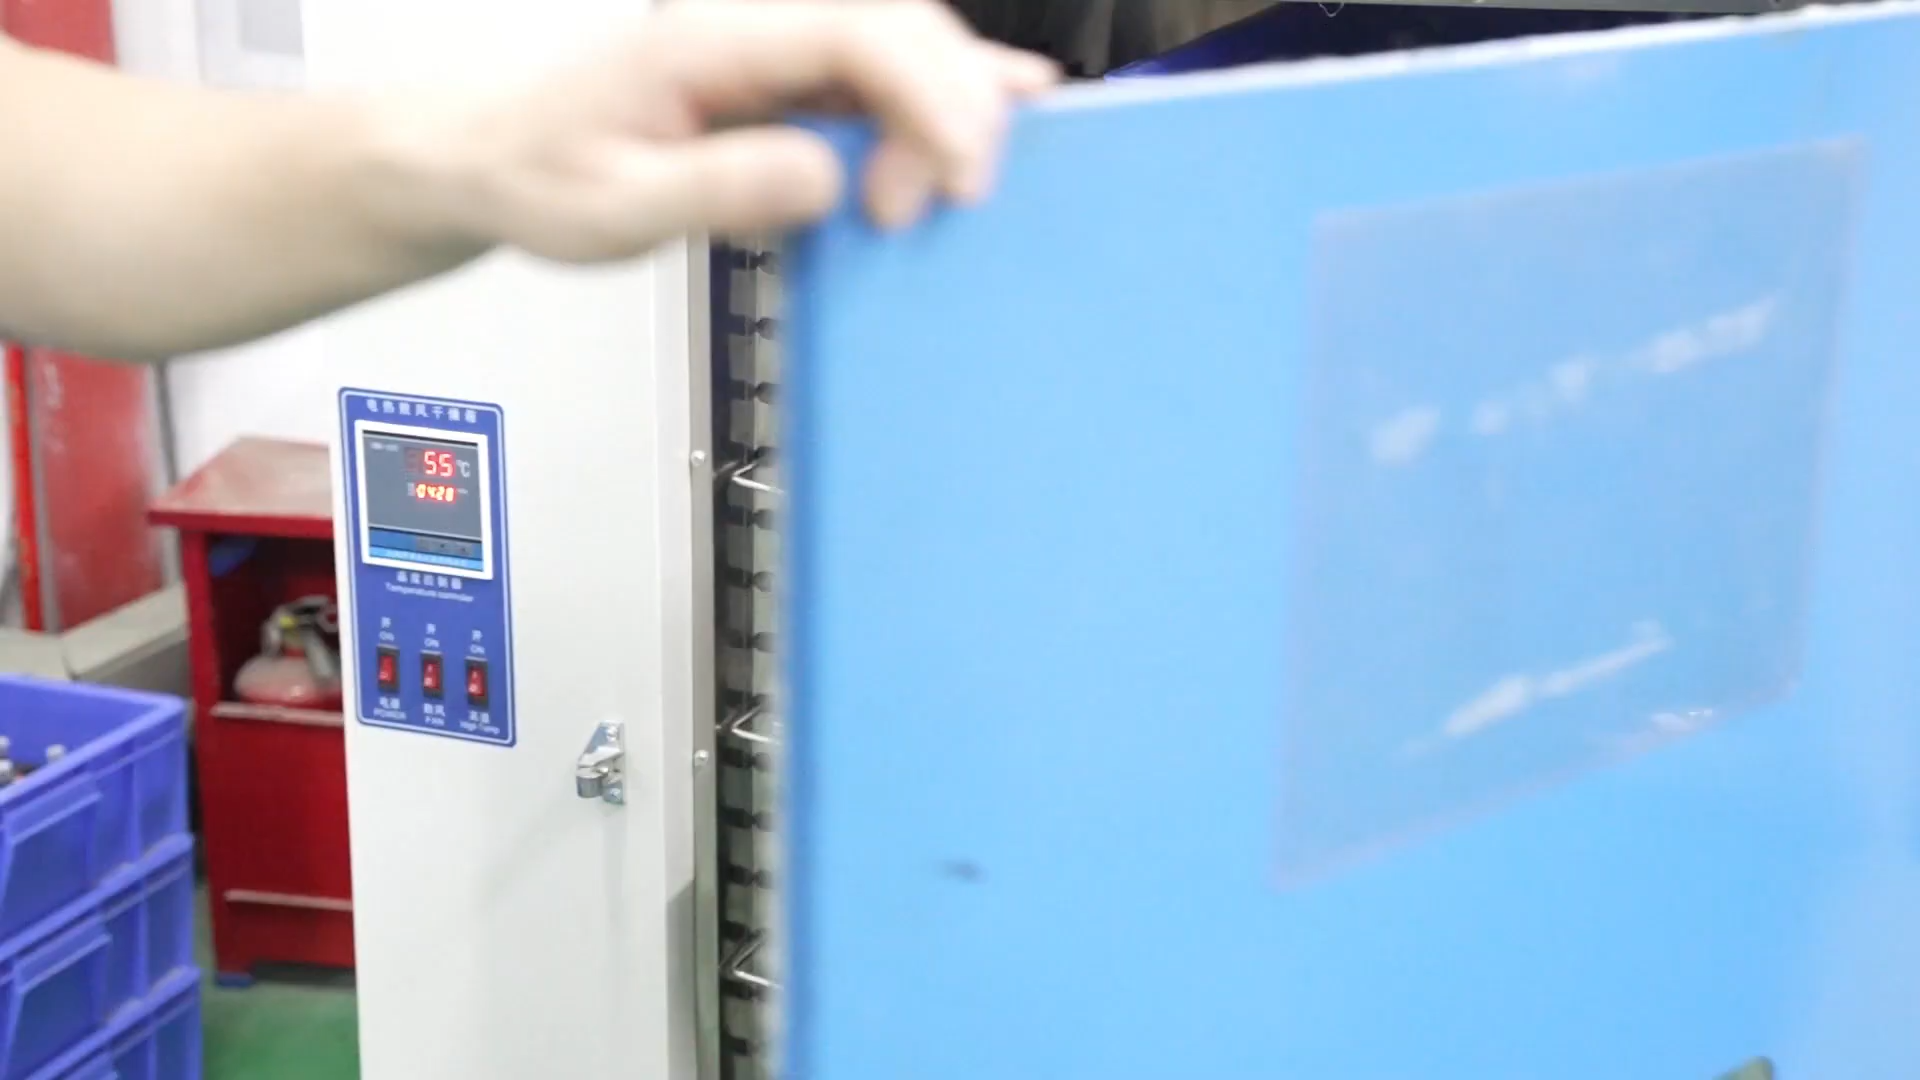 电热鼓风干燥箱
55℃
0428
温度控制器
Temperature controller
开 开 开
ON ON ON
电源 鼓风 高温
POWER FAN High Temp